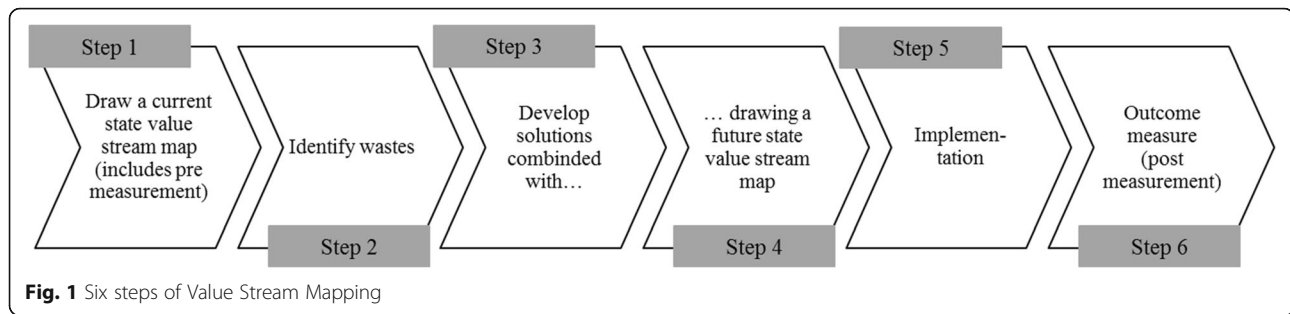 Step 1
Draw a current
state value
stream map
(includes pre
measurement)
Identify wastes
Step 2
Step 3
Develop
solutions
combinded
with…
… drawing a
future state
value stream
map
Step 4
Step 5
Implemen-
tation
Outcome
measure
(post
measurement)
Step 6
Fig. 1 Six steps of Value Stream Mapping